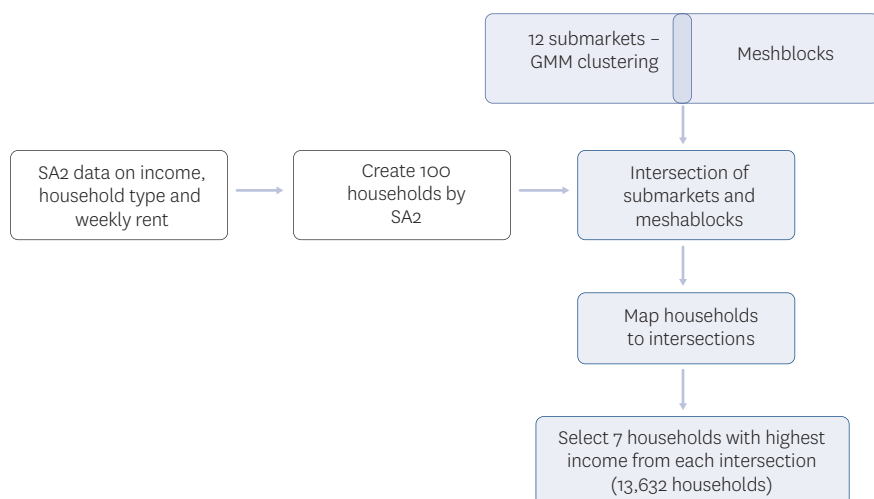 12 submarkets –
GMM clustering
Meshblocks
SA2 data on income,
household type and
weekly rent
Create 100
households by
SA2
Intersection of
submarkets and
meshablocks
Map households
to intersections
Select 7 households with highest
income from each intersection
(13,632 households)